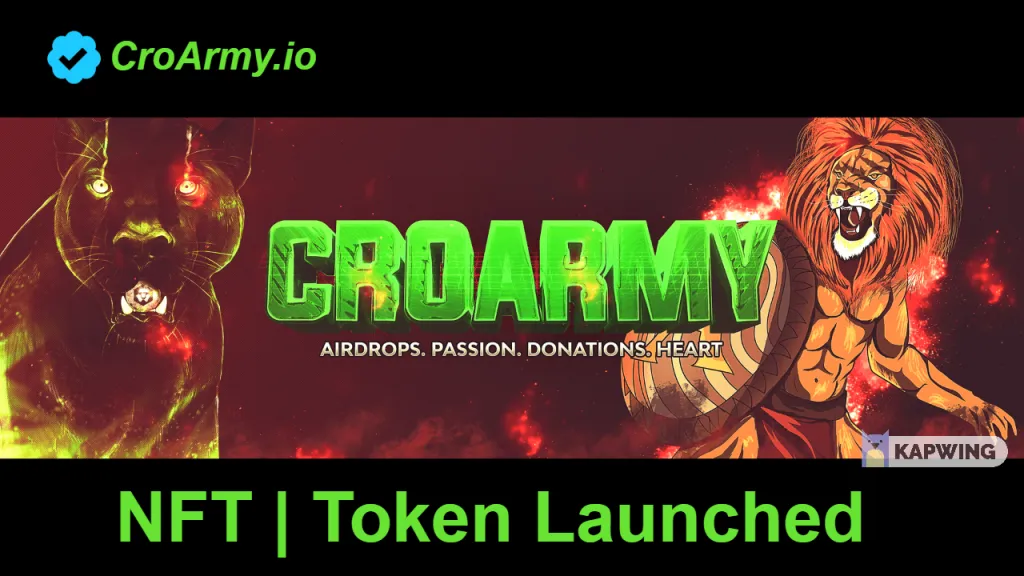 CroArmy.io
CROARMY
AIRDROPS. PASSION. DONATIONS. HEART
KAPWING
NFT | Token Launched